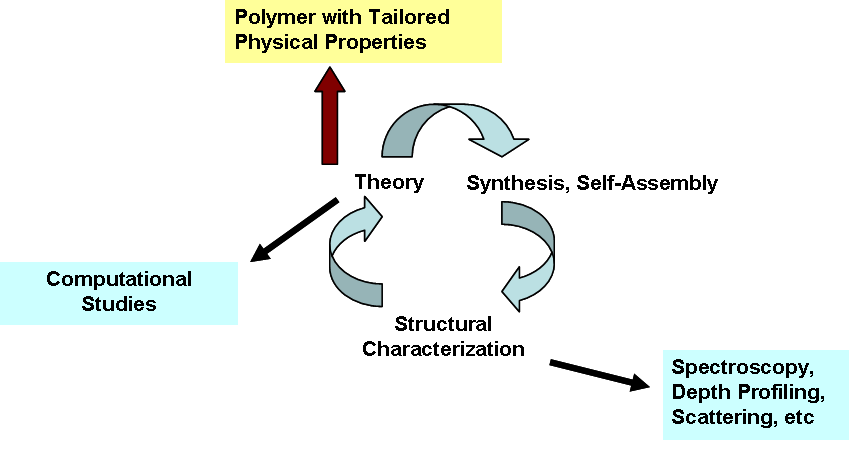 Polymer with Tailored
Physical Properties
Theory
Synthesis, Self-Assembly
Computational
Studies
Structural
Characterization
Spectroscopy,
Depth Profiling,
Scattering, etc